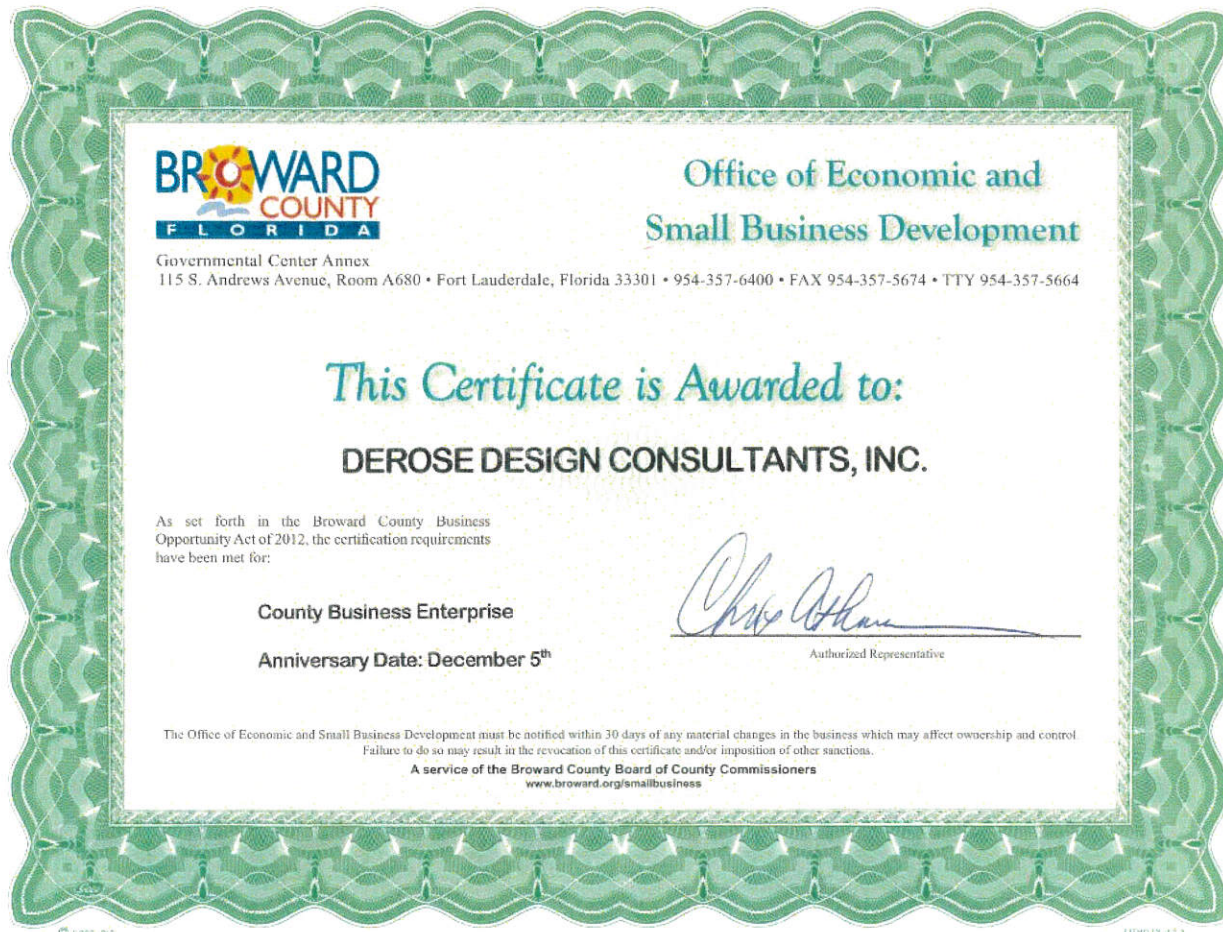 BROWARD
COUNTY
FLORIDA
Office of Economic and
Small Business Development
Governmental Center Annex
115 S. Andrews Avenue, Room A680 • Fort Lauderdale, Florida 33301 • 954-357-6400 • FAX 954-357-5674 • TTY 954-357-5664
This Certificate is Awarded to:
DEROSE DESIGN CONSULTANTS, INC.
As set forth in the Broward County Business
Opportunity Act of 2012, the certification requirements
have been met for:
County Business Enterprise
Anniversary Date: December 5th
Authorized Representative
The Office of Economic and Small Business Development must be notified within 30 days of any material changes in the business which may affect ownership and control
Failure to do so may result in the revocation of this certificate and/or imposition of other sanctions.
A service of the Broward County Board of County Commissioners
www.broward.org/smallbusiness